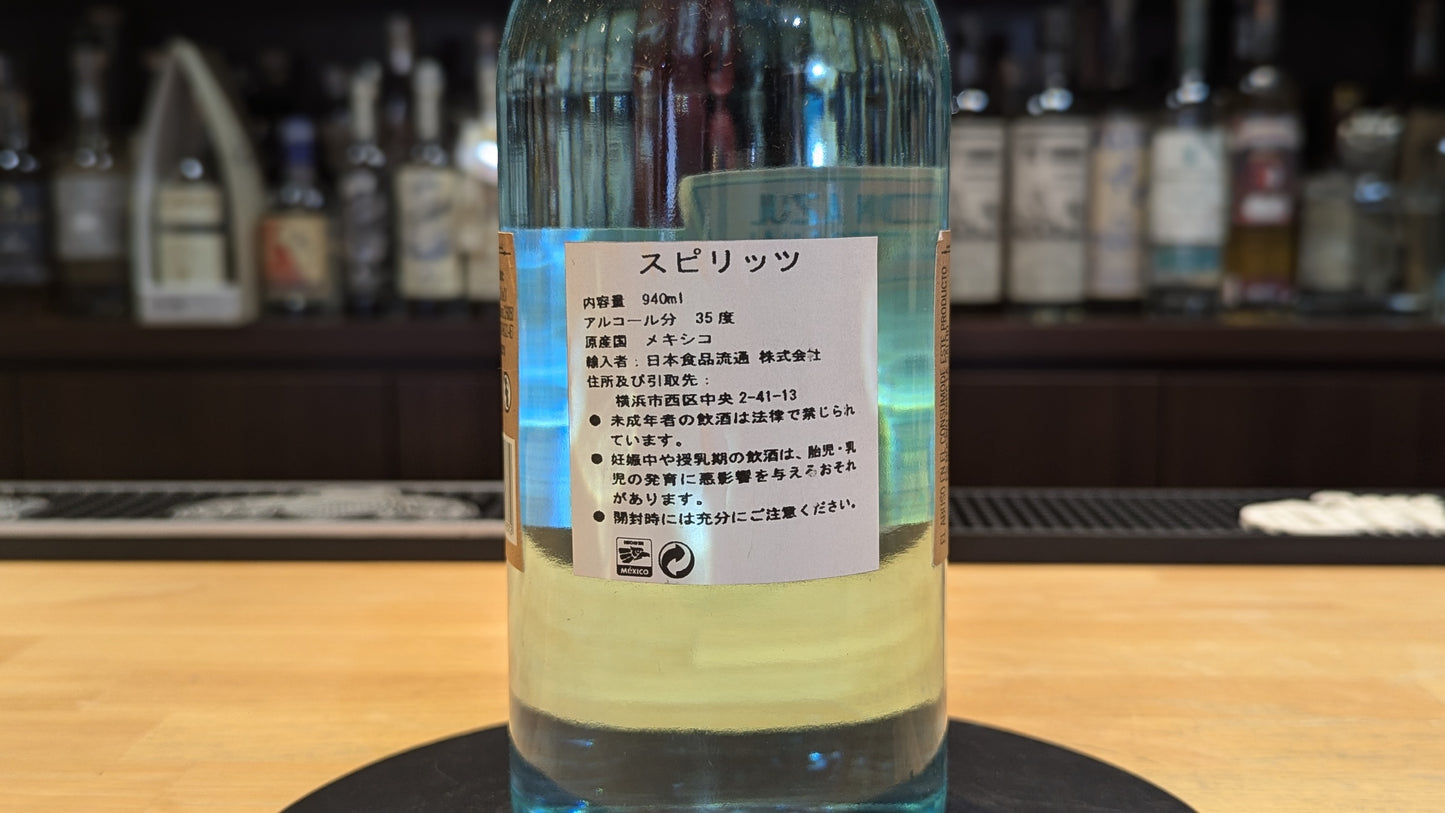 スピリッツ
内容量 940ml
アルコール分 35度
原産国 メキシコ
輸入者：日本食品流通 株式会社
住所及び引取先：
横浜市西区中央 2-41-13
● 未成年者の飲酒は法律で禁じられ
ています。
● 妊娠中や授乳期の飲酒は、胎児・乳
児の発育に悪影響を与えるおそれ
があります。
● 開封時には充分にご注意ください。
HECHO EN
MÉXICO
EL ABUSO EN EL CONSUMO DE ESTE PRODUCTO